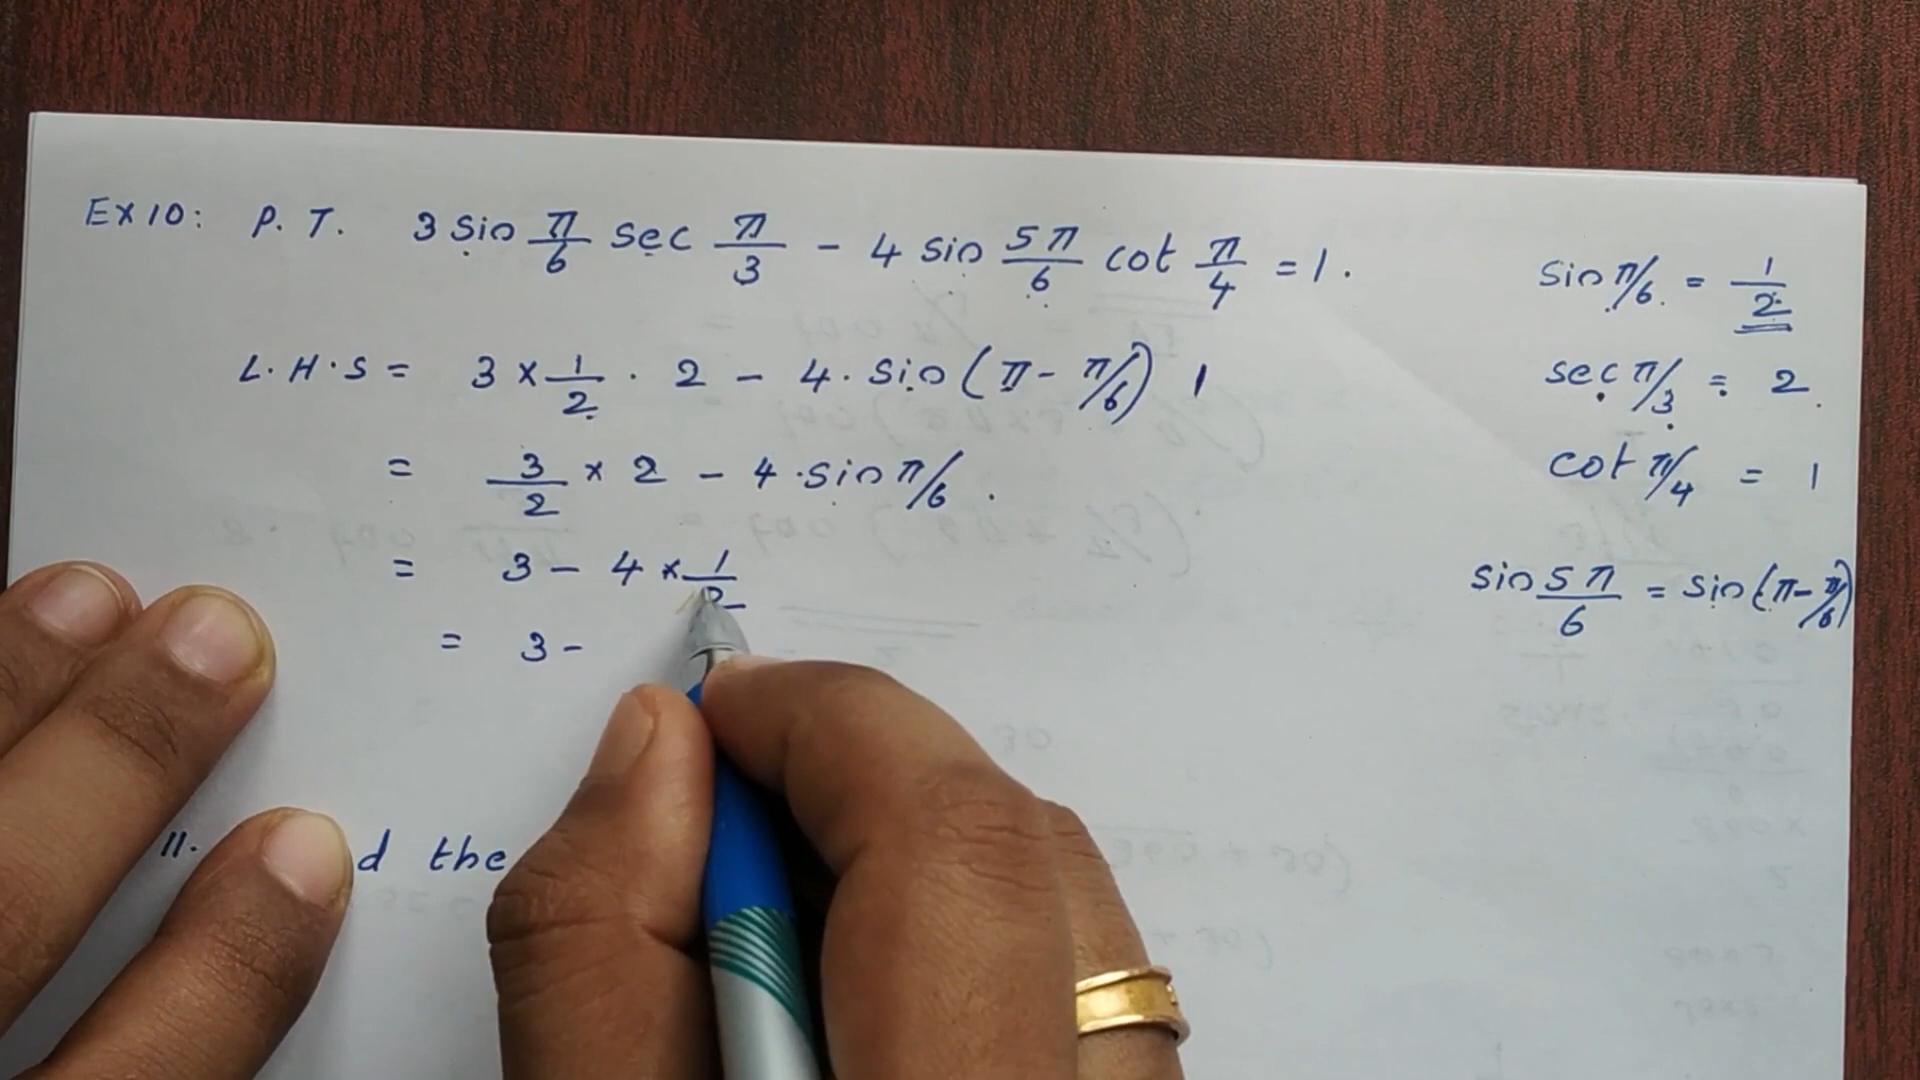 Ex 10: P. T. 3 sin π/6 sec π/3 - 4 sin 5π/6 cot π/4 = 1.
L.H.S = 3 × 1/2 . 2 - 4. sin (π - π/6) 1
= 3/2 × 2 - 4 . sin π/6 .
= 3 - 4 × 1/2
= 3 -
11. d the
sin π/6 = 1/2
sec π/3 = 2
cot π/4 = 1
sin 5π/6 = sin (π - π/6)